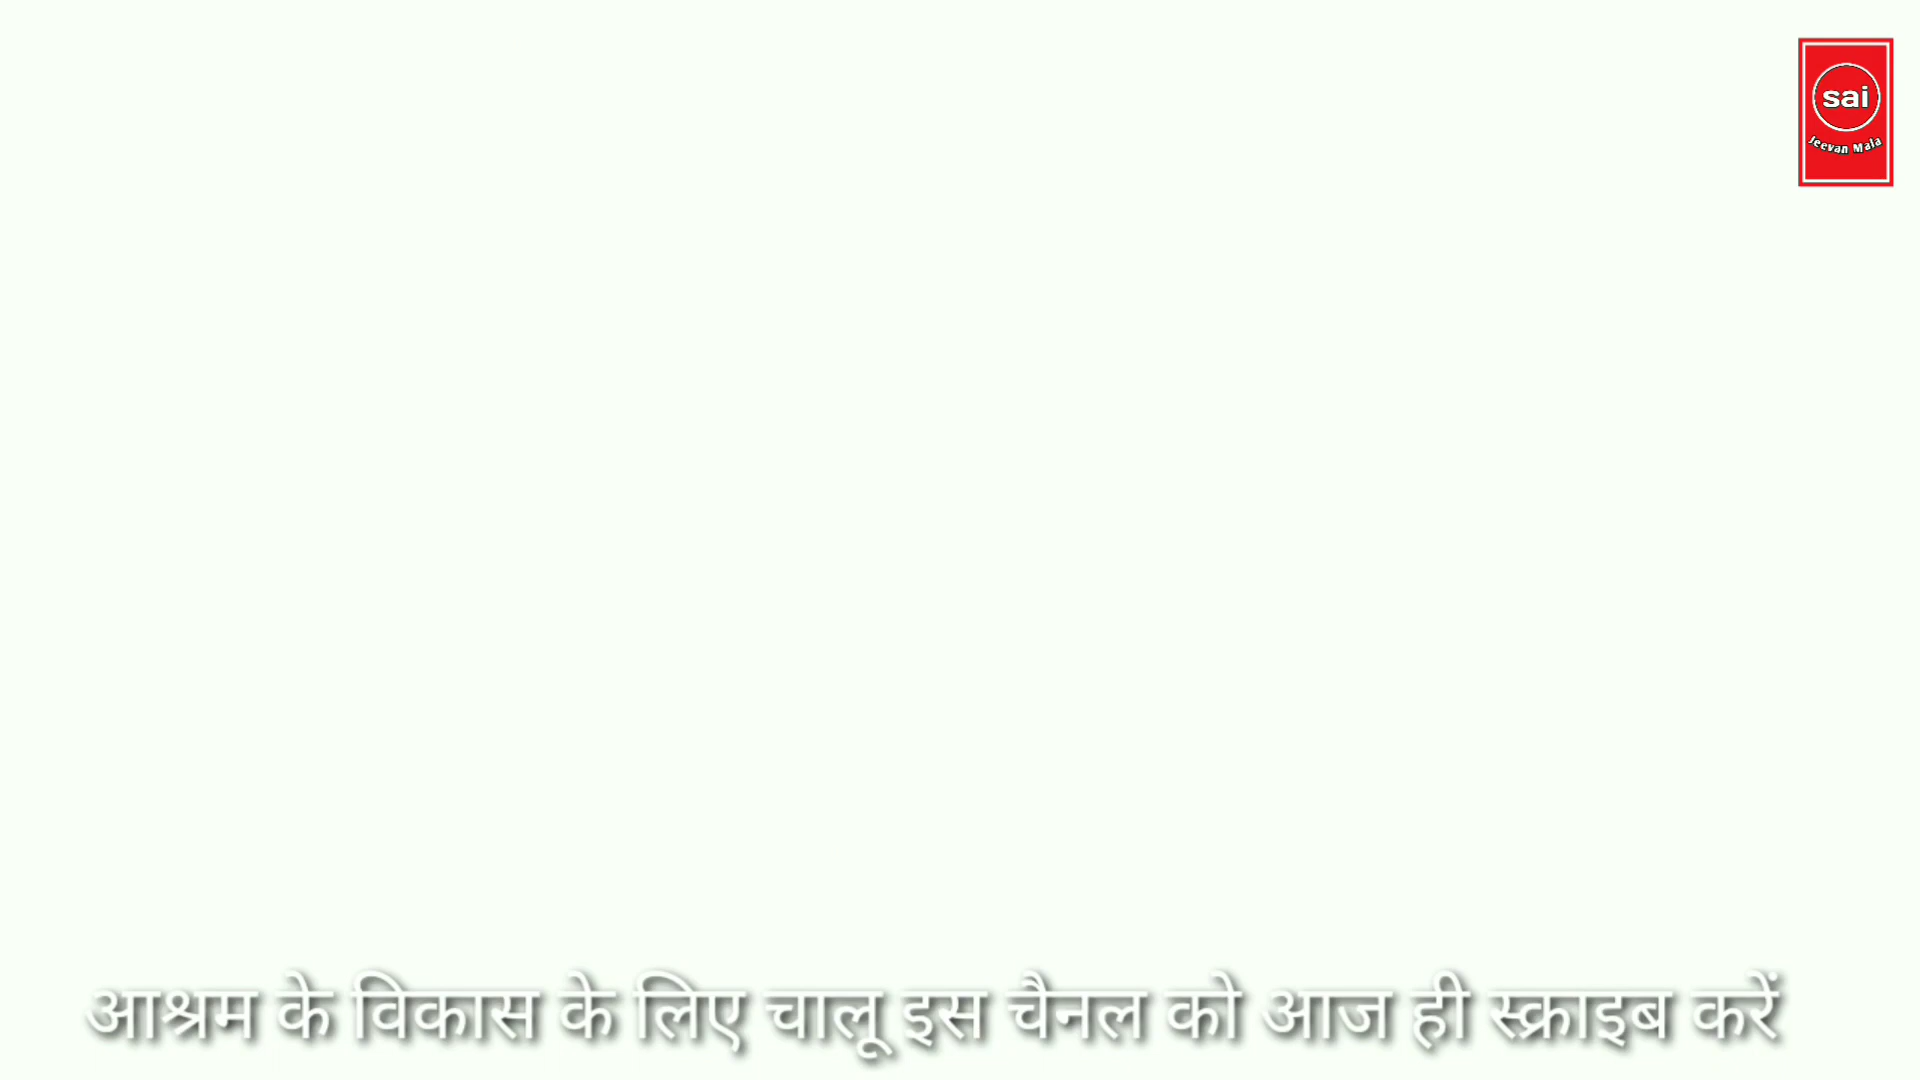 sai
Jeevan Mala
आश्रम के विकास के लिए चालू इस चैनल को आज ही स्क्राइब करें